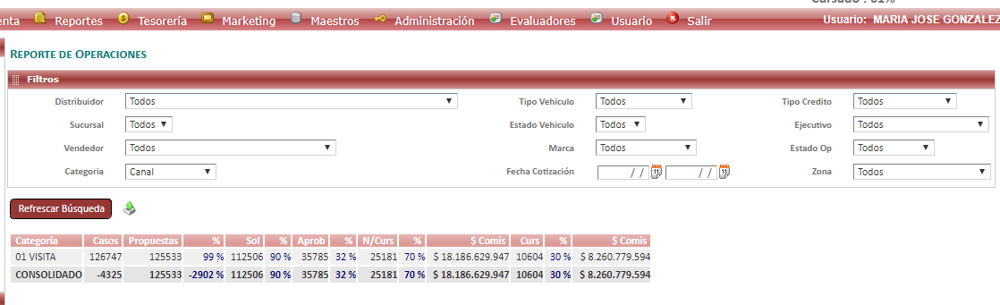 enta Reportes Tesorería Marketing Maestros Administración Evaluadores Usuario Salir Usuario: MARIA JOSE GONZALEZ
REPORTE DE OPERACIONES
Filtros
Distribuidor Todos Tipo Vehiculo Todos Tipo Credito Todos
Sucursal Todos Estado Vehiculo Todos Ejecutivo Todos
Vendedor Todos Marca Todos Estado Op Todos
Categoria Canal Fecha Cotización / / / / Zona Todos
Refrescar Búsqueda
Categoría Casos Propuestas % Sol % Aprob % N/Curs % $ Comis Curs % $ Comis
01 VISITA 126747 125533 99 % 112506 90 % 35785 32 % 25181 70 % $ 18.186.629.947 10604 30 % $ 8.260.779.594
CONSOLIDADO -4325 125533 -2902 % 112506 90 % 35785 32 % 25181 70 % $ 18.186.629.947 10604 30 % $ 8.260.779.594